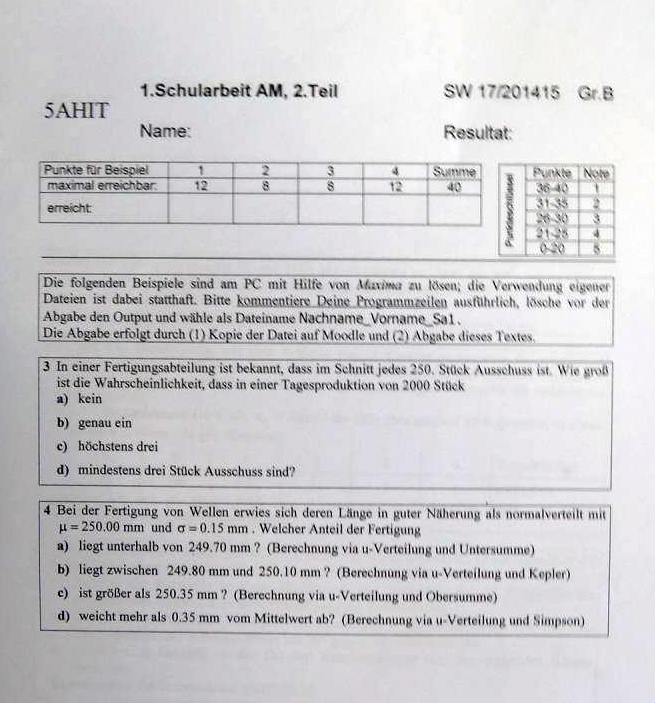 1.Schularbeit AM, 2.Teil SW 17/201415 Gr.B
5AHIT
Name: Resultat:
Punkte für Beispiel 1 2 3 4 Summe
maximal erreichbar: 12 8 8 12 40
erreicht:
Punkteschlüssel
Punkte Note
36-40 1
31-35 2
26-30 3
21-25 4
0-20 5
Die folgenden Beispiele sind am PC mit Hilfe von Maxima zu lösen; die Verwendung eigener
Dateien ist dabei statthaft. Bitte kommentiere Deine Programmzeilen ausführlich, lösche vor der
Abgabe den Output und wähle als Dateiname Nachname_Vorname_Sa1.
Die Abgabe erfolgt durch (1) Kopie der Datei auf Moodle und (2) Abgabe dieses Textes.
3 In einer Fertigungsabteilung ist bekannt, dass im Schnitt jedes 250. Stück Ausschuss ist. Wie groß
ist die Wahrscheinlichkeit, dass in einer Tagesproduktion von 2000 Stück
a) kein
b) genau ein
c) höchstens drei
d) mindestens drei Stück Ausschuss sind?
4 Bei der Fertigung von Wellen erwies sich deren Länge in guter Näherung als normalverteilt mit
μ = 250.00 mm und σ = 0.15 mm . Welcher Anteil der Fertigung
a) liegt unterhalb von 249.70 mm ? (Berechnung via u-Verteilung und Untersumme)
b) liegt zwischen 249.80 mm und 250.10 mm ? (Berechnung via u-Verteilung und Kepler)
c) ist größer als 250.35 mm ? (Berechnung via u-Verteilung und Obersumme)
d) weicht mehr als 0.35 mm vom Mittelwert ab? (Berechnung via u-Verteilung und Simpson)